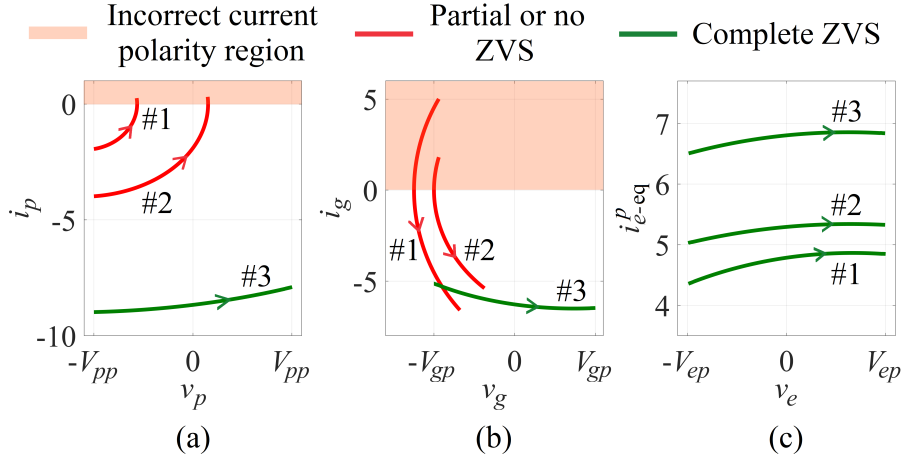 Incorrect current
polarity region
Partial or no
ZVS
Complete ZVS
0
-5
-10
i_p
#1
#2
#3
-V_pp
0
V_pp
v_p
(a)
5
0
-5
i_g
#1
#2
#3
-V_gp
0
V_gp
v_g
(b)
7
6
5
4
i^p_e-eq
#3
#2
#1
-V_ep
0
V_ep
v_e
(c)